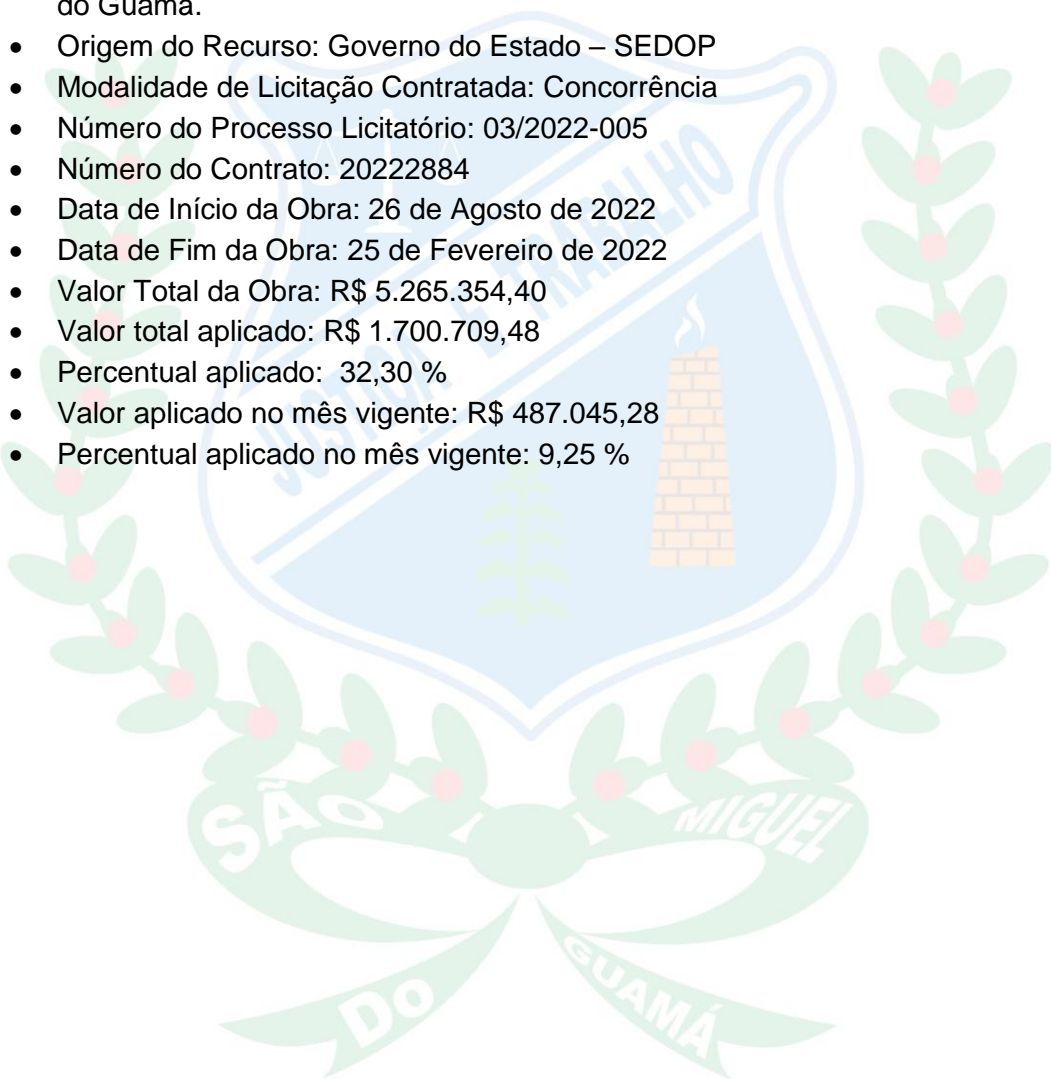 do Guamá.
• Origem do Recurso: Governo do Estado – SEDOP
• Modalidade de Licitação Contratada: Concorrência
• Número do Processo Licitatório: 03/2022-005
• Número do Contrato: 20222884
• Data de Início da Obra: 26 de Agosto de 2022
• Data de Fim da Obra: 25 de Fevereiro de 2022
• Valor Total da Obra: R$ 5.265.354,40
• Valor total aplicado: R$ 1.700.709,48
• Percentual aplicado:  32,30 %
• Valor aplicado no mês vigente: R$ 487.045,28
• Percentual aplicado no mês vigente: 9,25 %
JUSTIÇA E TRABALHO
SÃO MIGUEL
DO GUAMÁ